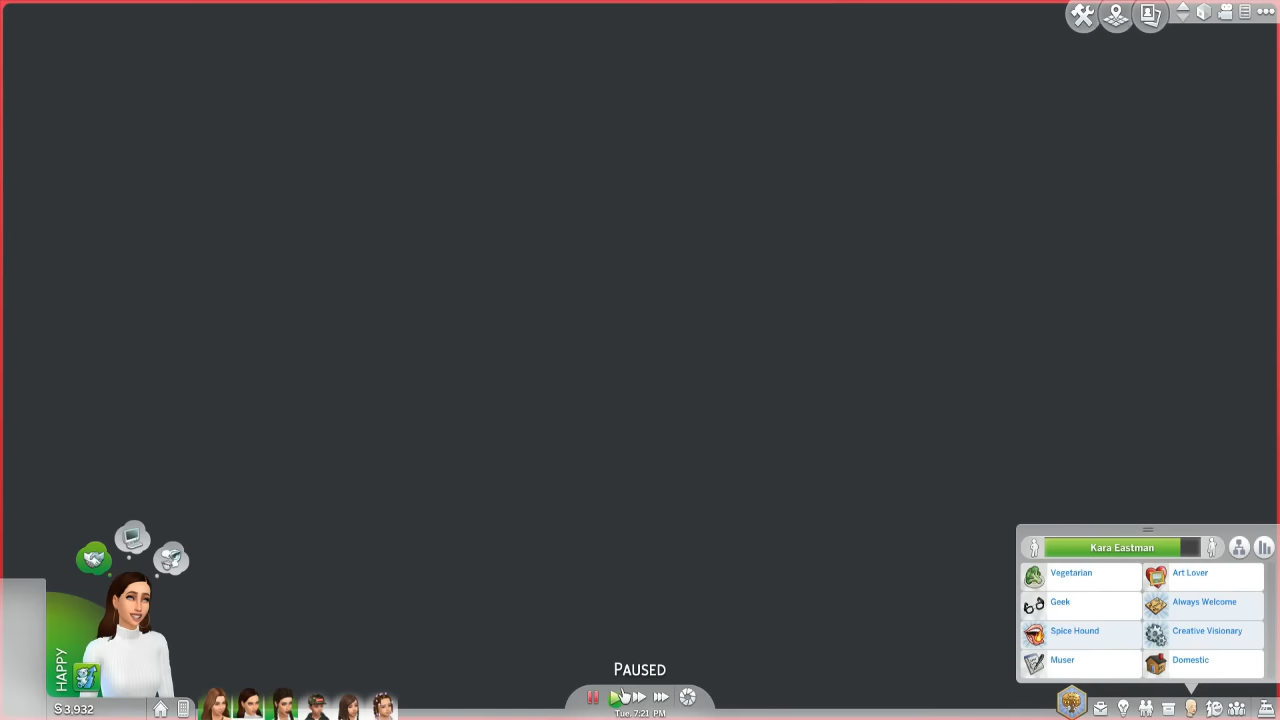 Kara Eastman
Vegetarian
Art Lover
Geek
Always Welcome
Spice Hound
Creative Visionary
Muser
Domestic
HAPPY
PAUSED
$3,932
Tue. 7:21 PM